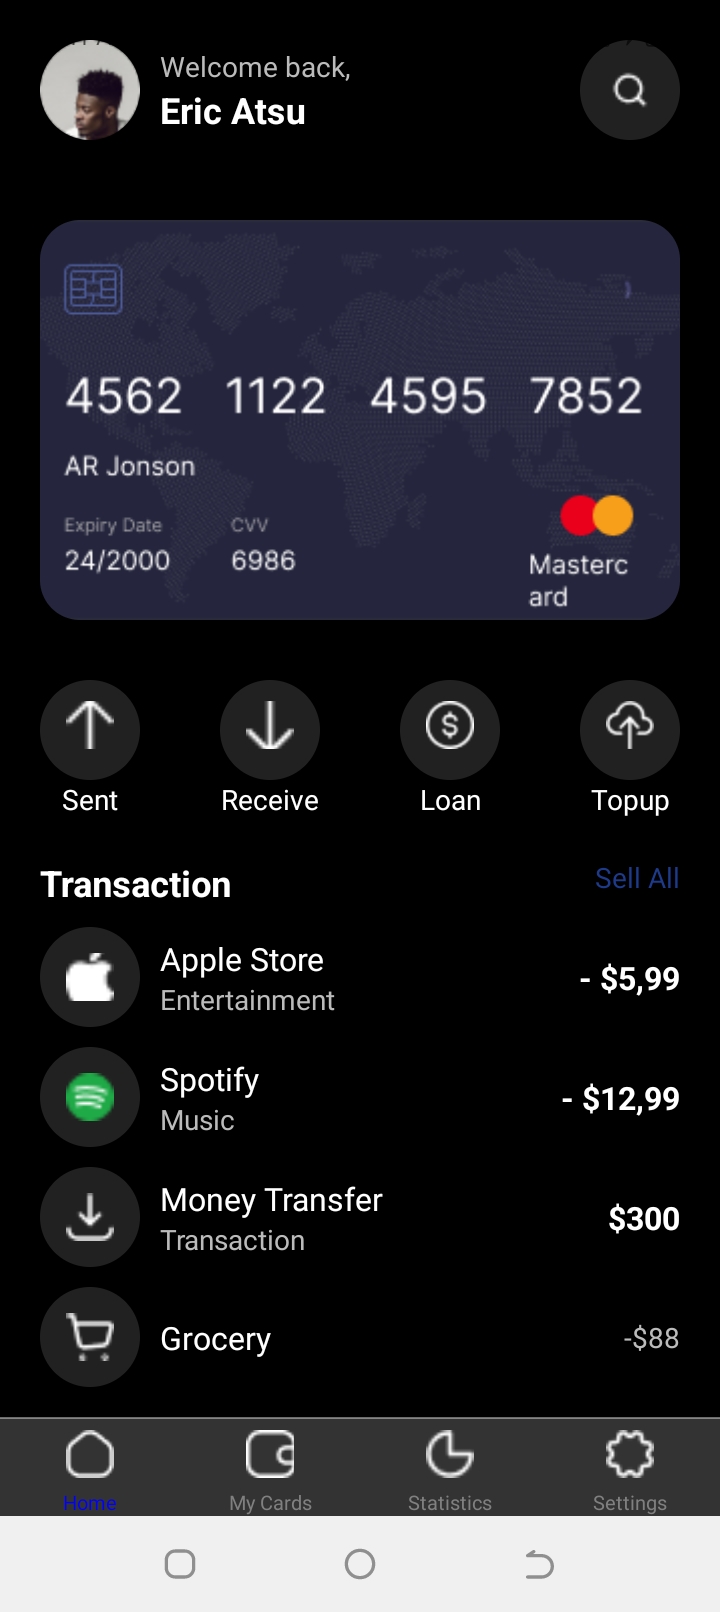 Welcome back,
Eric Atsu
4562 1122 4595 7852
AR Jonson
Expiry Date CVV
24/2000 6986
Masterc
ard
Sent Receive Loan Topup
Transaction Sell All
Apple Store
Entertainment
- $5,99
Spotify
Music
- $12,99
Money Transfer
Transaction
$300
Grocery
-$88
Home My Cards Statistics Settings